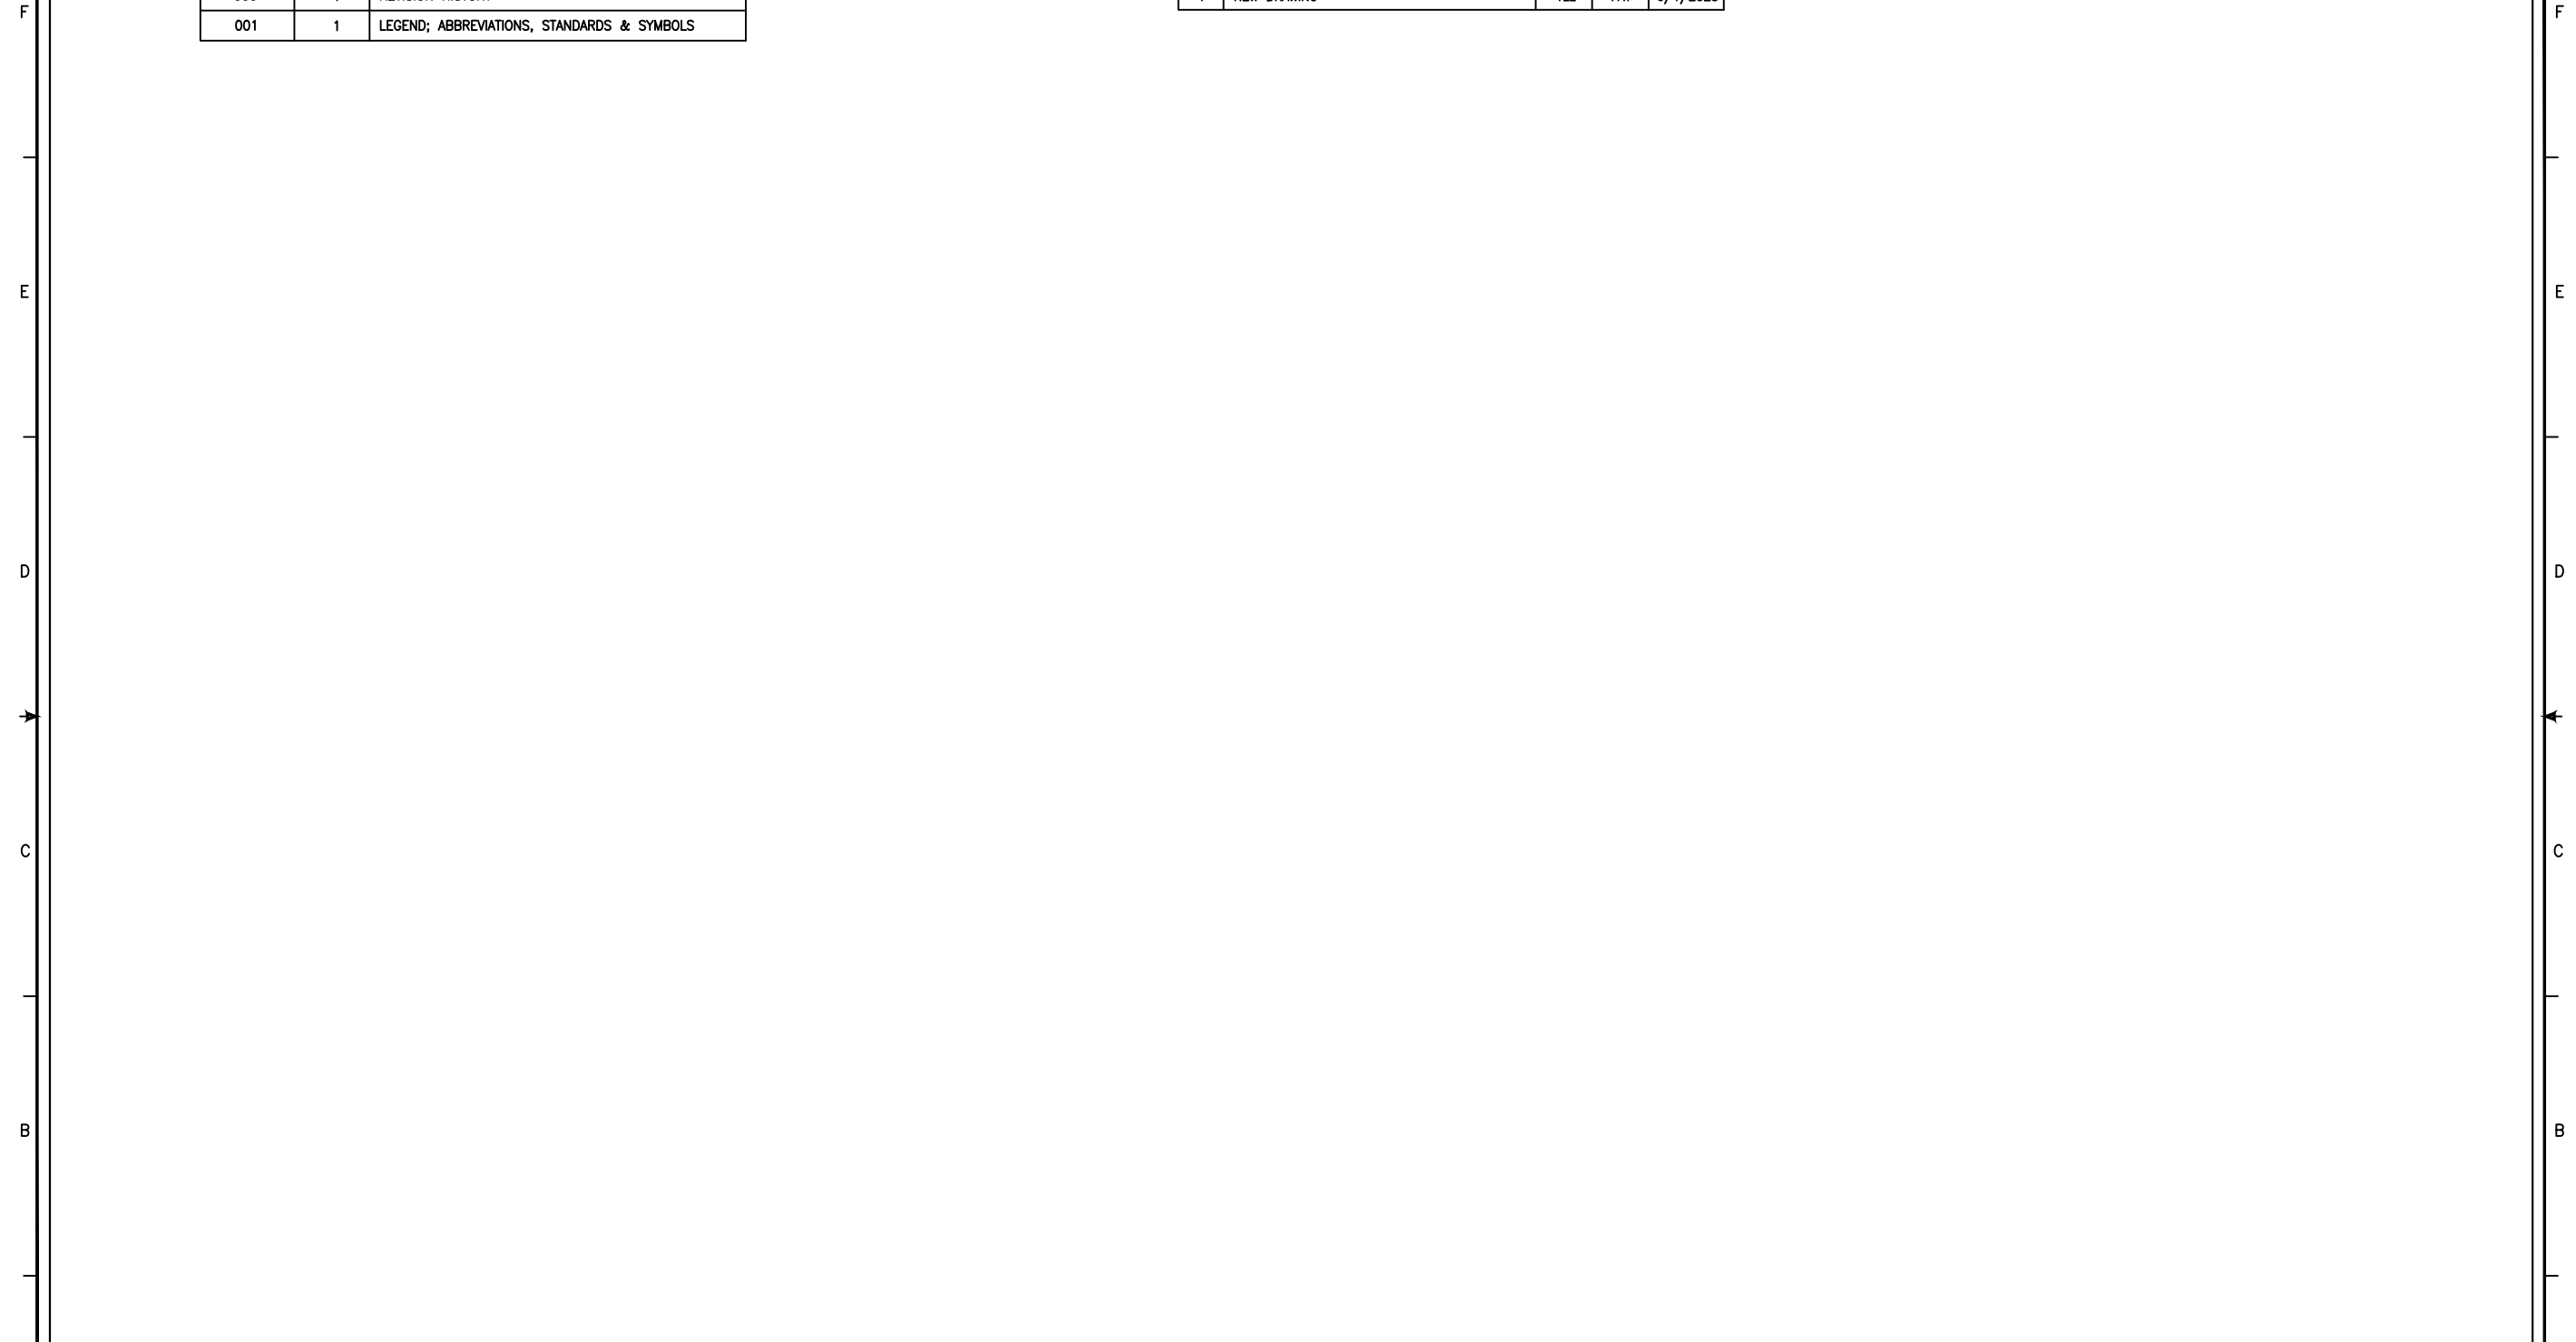 F F
001 1 LEGEND; ABBREVIATIONS, STANDARDS & SYMBOLS
E E
D D
C C
B B